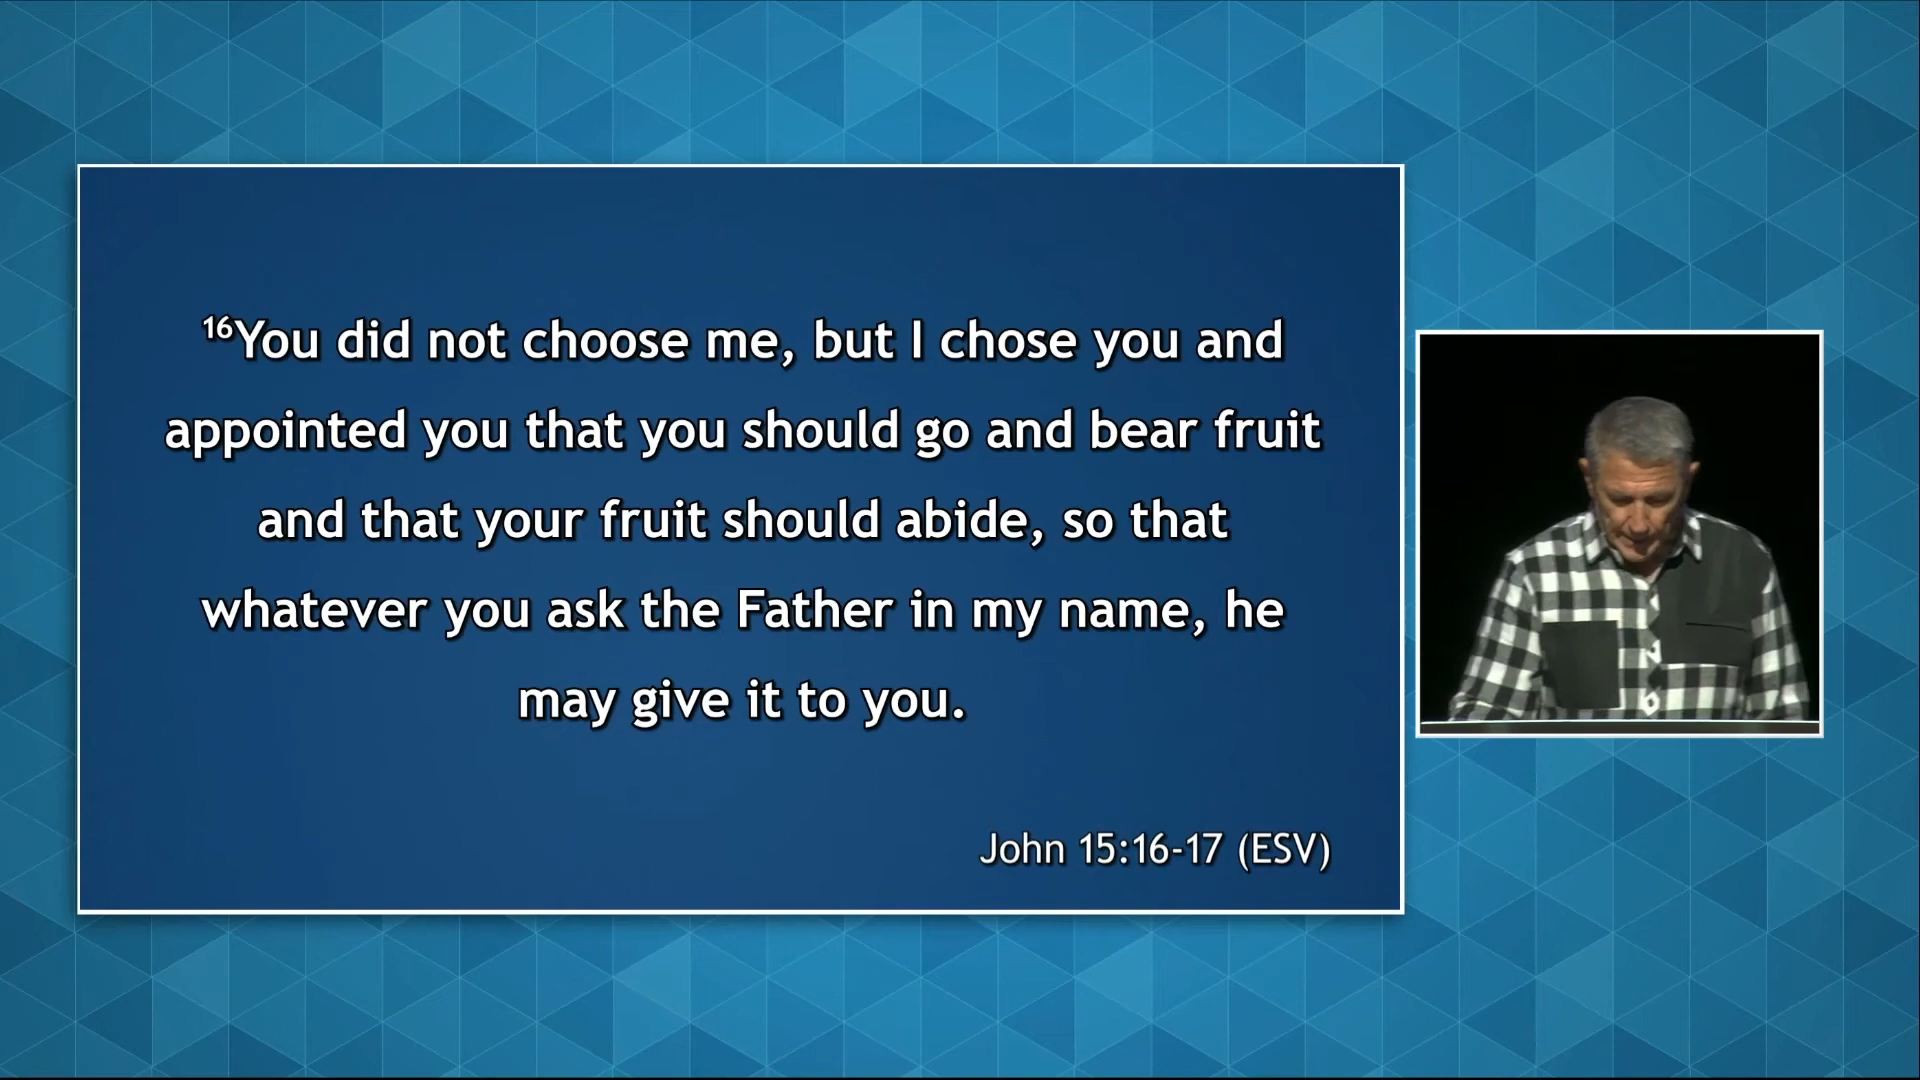 ¹⁶You did not choose me, but I chose you and
appointed you that you should go and bear fruit
and that your fruit should abide, so that
whatever you ask the Father in my name, he
may give it to you.
John 15:16-17 (ESV)